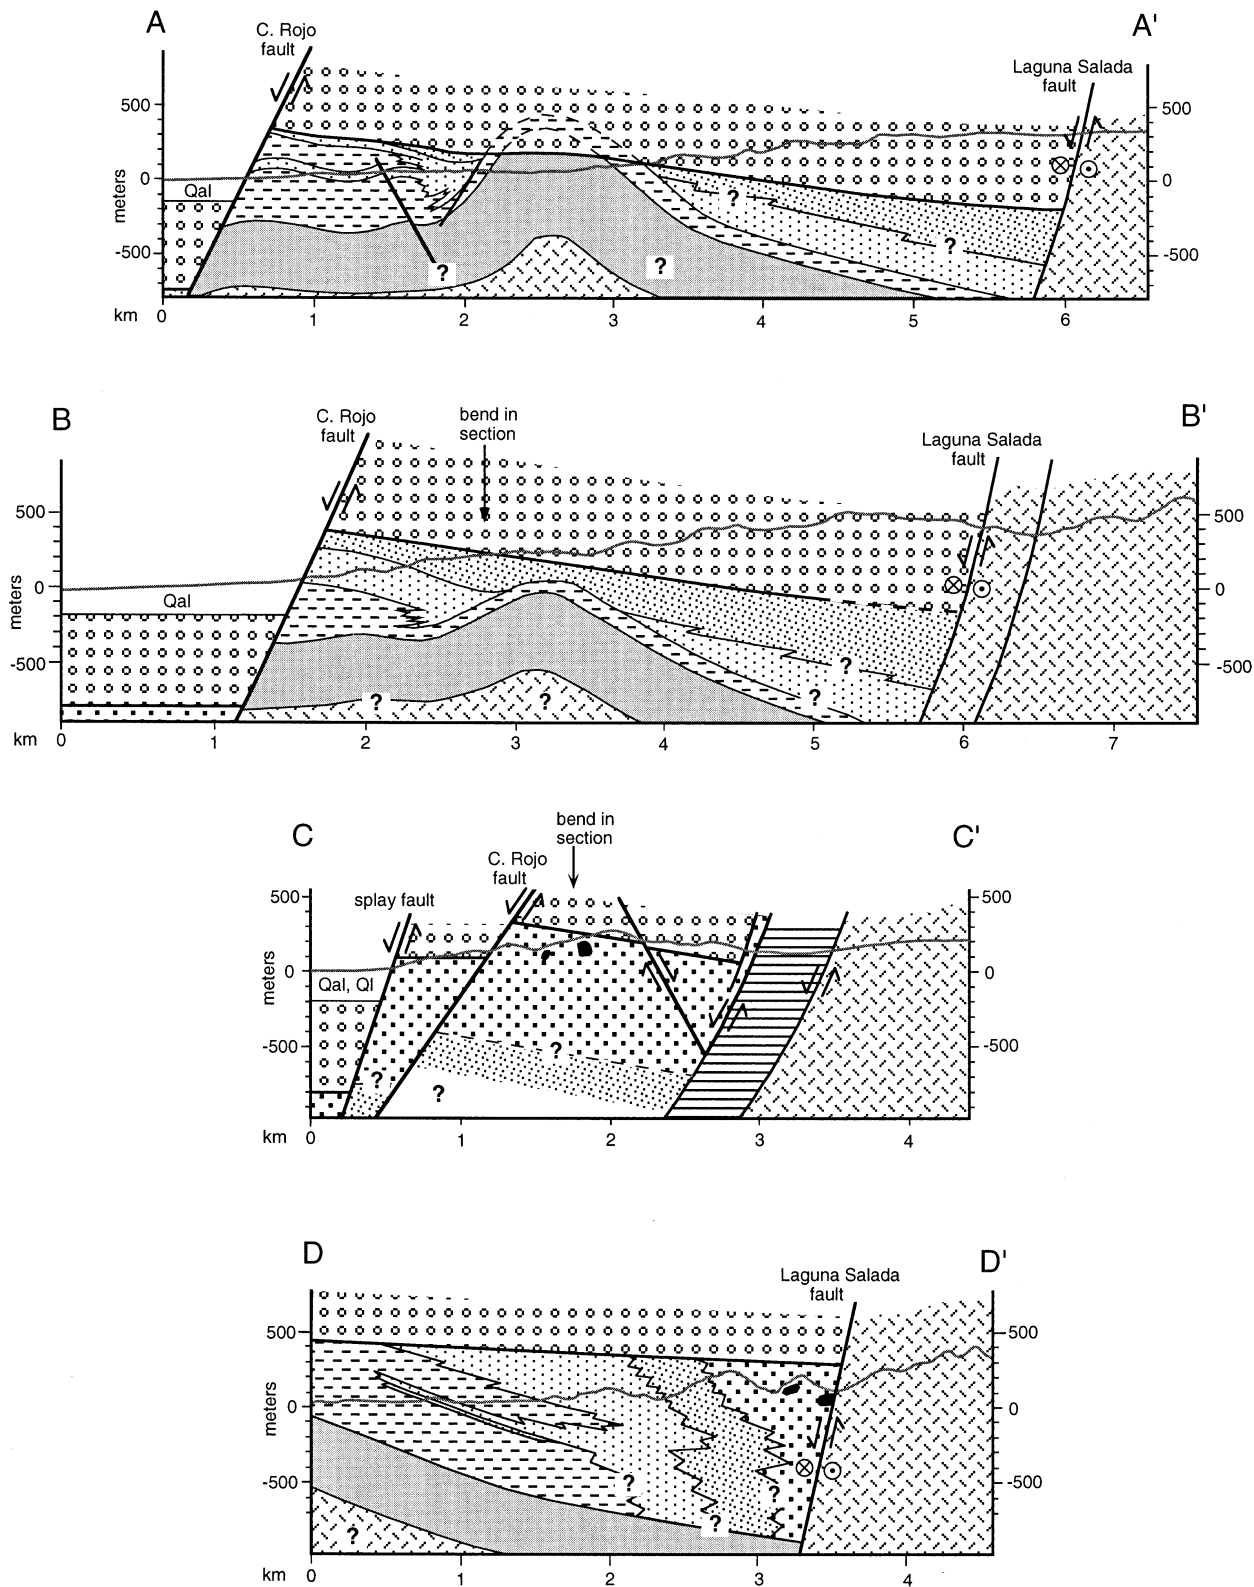 A
A'
C. Rojo
fault
Laguna Salada
fault
500
500
0
0
-500
-500
meters
Qal
?
?
?
?
km
0
1
2
3
4
5
6
B
B'
C. Rojo
fault
bend in
section
Laguna Salada
fault
500
500
0
0
-500
-500
meters
Qal
?
?
?
?
km
0
1
2
3
4
5
6
7
bend in
section
C
C'
C. Rojo
fault
splay fault
500
500
0
0
-500
-500
meters
Qal, Ql
?
?
?
km
0
1
2
3
4
D
D'
Laguna Salada
fault
500
500
0
0
-500
-500
meters
?
?
?
?
km
0
1
2
3
4